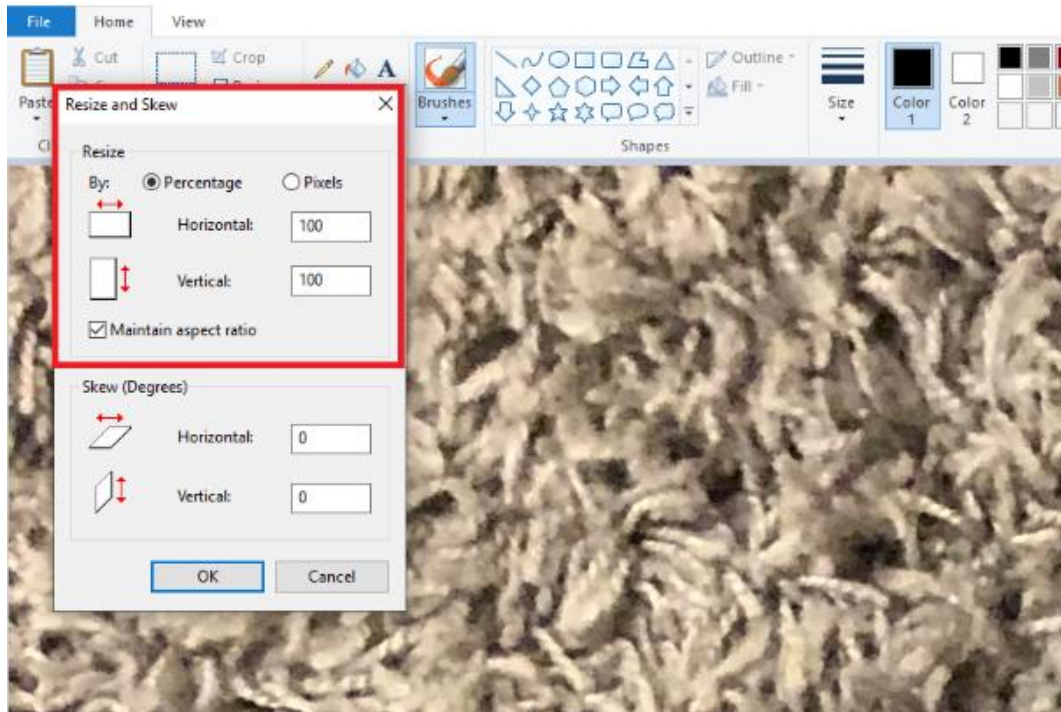 File Home View
Cut Crop A
Paste Brushes Outline Size Color 1 Color 2
Fill
Shapes
Resize and Skew
Resize
By: Percentage Pixels
Horizontal: 100
Vertical: 100
Maintain aspect ratio
Skew (Degrees)
Horizontal: 0
Vertical: 0
OK Cancel